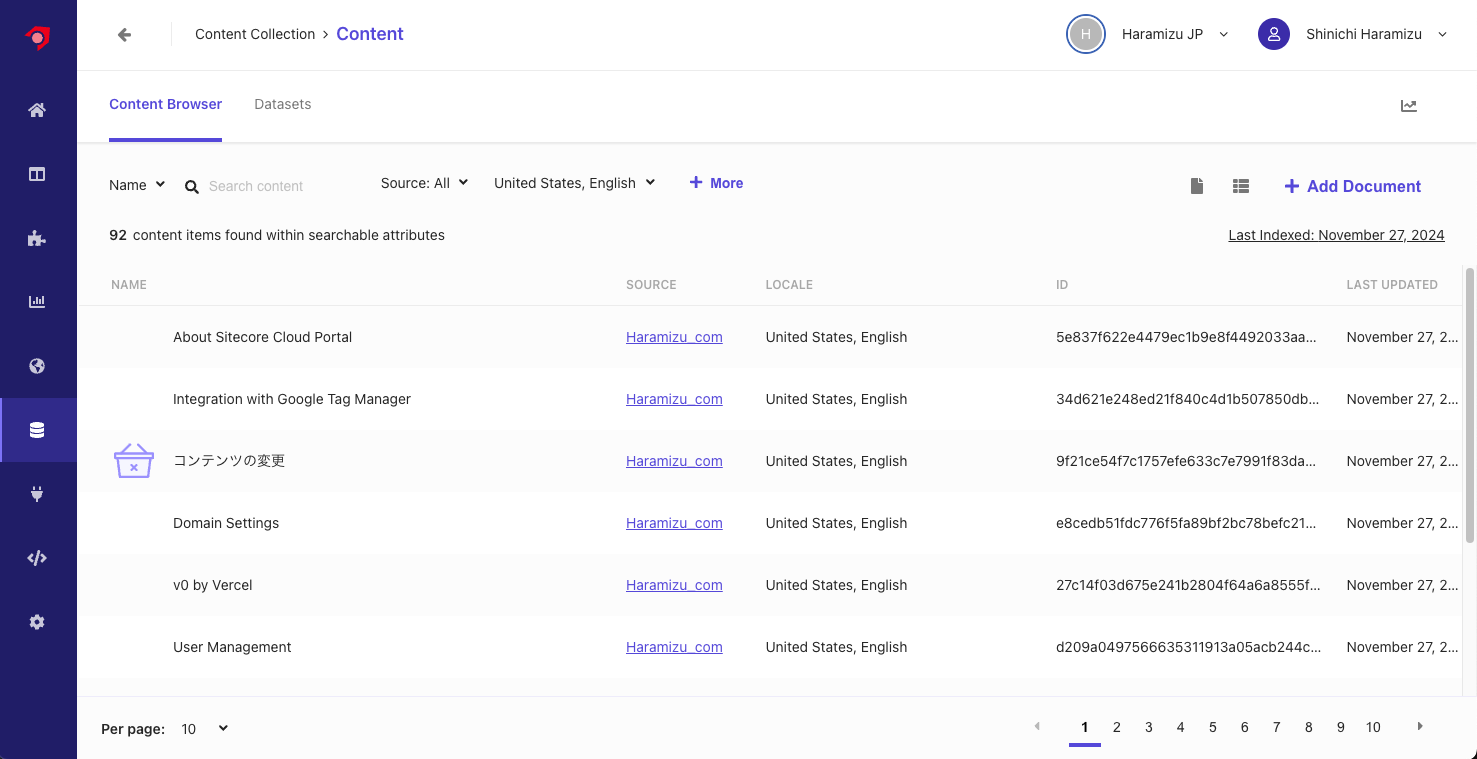 Content Collection › Content
H Haramizu JP Shinichi Haramizu
Content Browser Datasets
Name Search content Source: All United States, English + More + Add Document
92 content items found within searchable attributes Last Indexed: November 27, 2024
NAME SOURCE LOCALE ID LAST UPDATED
About Sitecore Cloud Portal Haramizu_com United States, English 5e837f622e4479ec1b9e8f4492033aa... November 27, 2...
Integration with Google Tag Manager Haramizu_com United States, English 34d621e248ed21f840c4d1b507850db... November 27, 2...
コンテンツの変更 Haramizu_com United States, English 9f21ce54f7c1757efe633c7e7991f83da... November 27, 2...
Domain Settings Haramizu_com United States, English e8cedb51fdc776f5fa89bf2bc78befc21... November 27, 2...
v0 by Vercel Haramizu_com United States, English 27c14f03d675e241b2804f64a6a8555f... November 27, 2...
User Management Haramizu_com United States, English d209a0497566635311913a05acb244c... November 27, 2...
Per page: 10 1 2 3 4 5 6 7 8 9 10